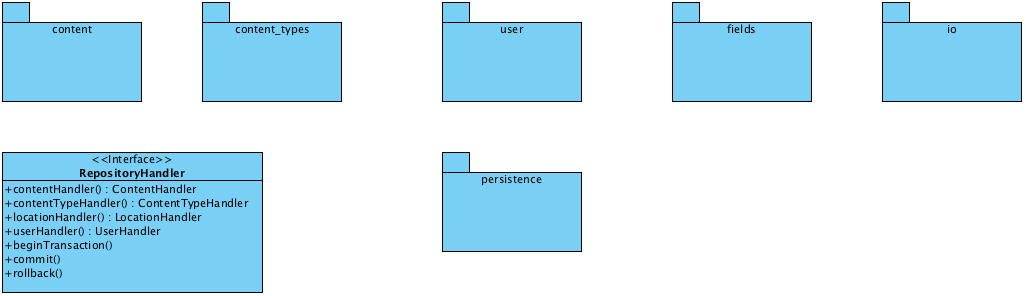 content
content_types
user
fields
io
<<Interface>>
RepositoryHandler
+contentHandler() : ContentHandler
+contentTypeHandler() : ContentTypeHandler
+locationHandler() : LocationHandler
+userHandler() : UserHandler
+beginTransaction()
+commit()
+rollback()
persistence